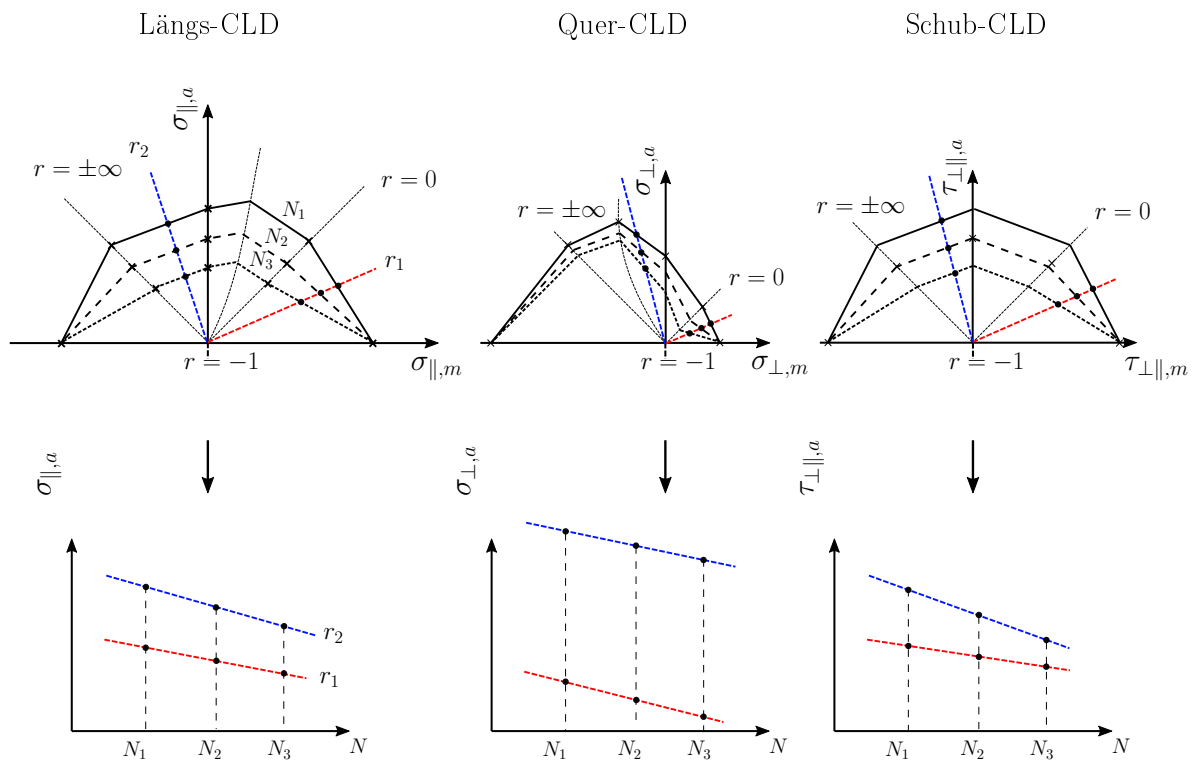 Längs-CLD
Quer-CLD
Schub-CLD
σ∥,a
r2
r = ±∞
r = 0
N1
N2
N3
r1
r = −1
σ∥,m
σ⊥,a
r = ±∞
r = 0
r = −1
σ⊥,m
τ⊥∥,a
r = ±∞
r = 0
r = −1
τ⊥∥,m
σ∥,a
r2
r1
N1
N2
N3
N
σ⊥,a
N1
N2
N3
N
τ⊥∥,a
N1
N2
N3
N